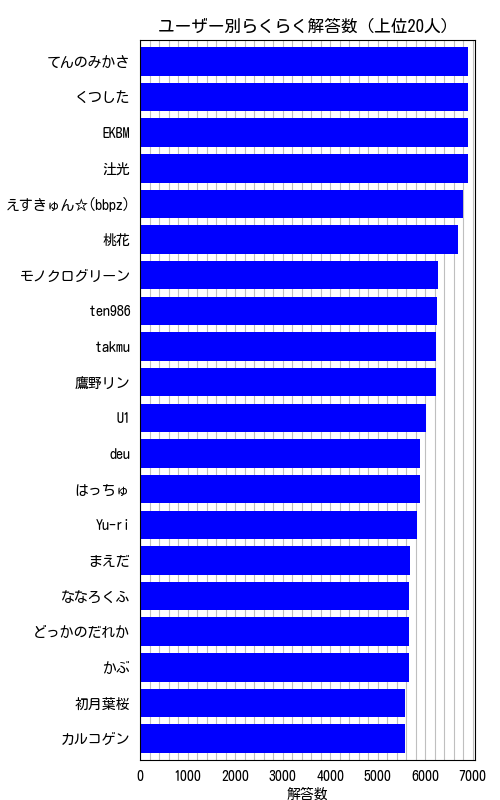 ユーザー別らくらく解答数（上位20人）
てんのみかさ
くつした
EKBM
汢光
えすきゅん☆(bbpz)
桃花
モノクログリーン
ten986
takmu
鷹野リン
U1
deu
はっちゅ
Yu-ri
まえだ
ななろくふ
どっかのだれか
かぶ
初月葉桜
カルコゲン
0 1000 2000 3000 4000 5000 6000 7000
解答数